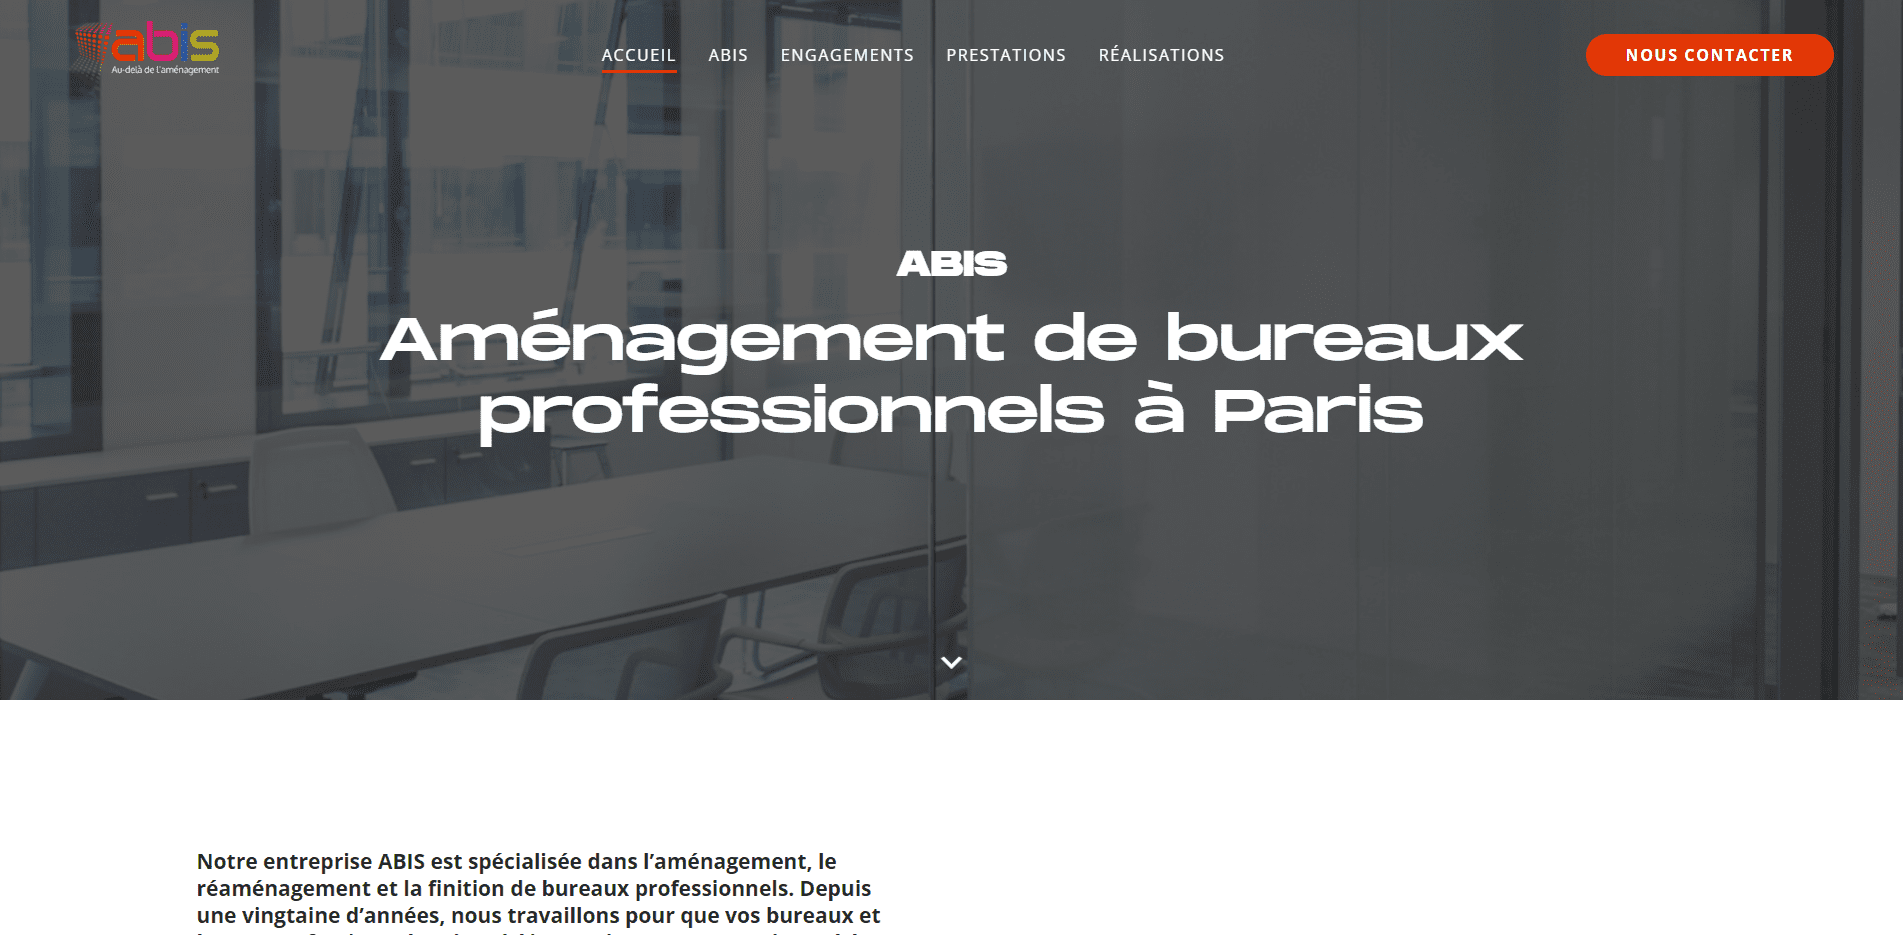 abis
Au-delà de l'aménagement
ACCUEIL
ABIS
ENGAGEMENTS
PRESTATIONS
RÉALISATIONS
NOUS CONTACTER
ABIS
Aménagement de bureaux
professionnels à Paris
Notre entreprise ABIS est spécialisée dans l’aménagement, le
réaménagement et la finition de bureaux professionnels. Depuis
une vingtaine d’années, nous travaillons pour que vos bureaux et